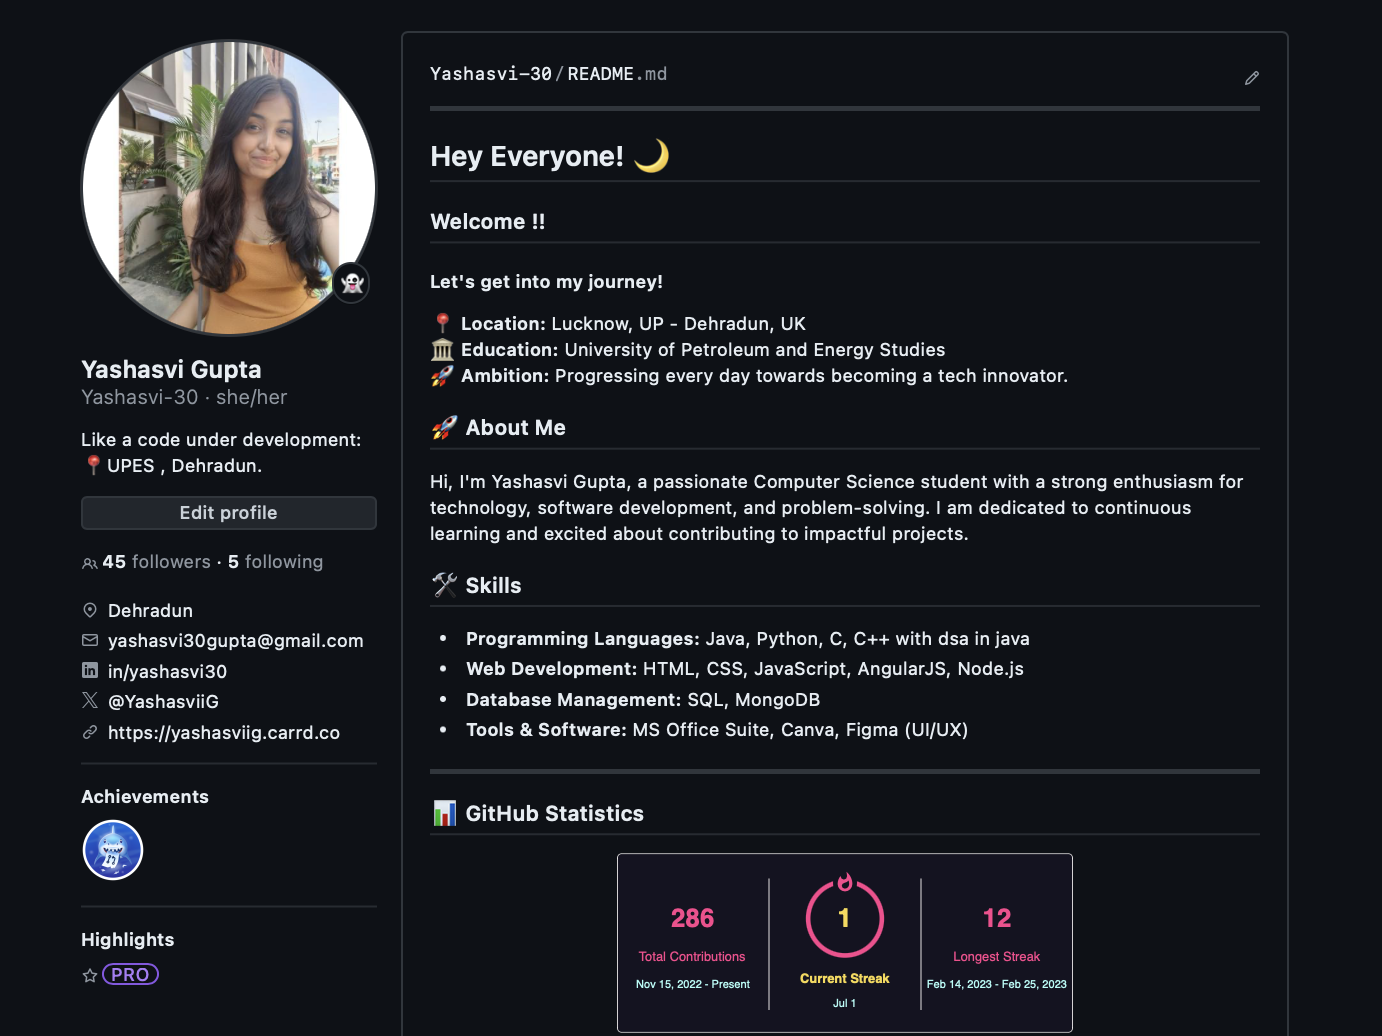 Yashasvi Gupta
Yashasvi-30 · she/her
Like a code under development:
📍UPES , Dehradun.
Edit profile
45 followers · 5 following
Dehradun
yashasvi30gupta@gmail.com
in/yashasvi30
@YashasviiG
https://yashasviig.carrd.co
Achievements
Highlights
PRO
Yashasvi-30/README.md
Hey Everyone! 🌙
Welcome !!
Let's get into my journey!
📍 Location: Lucknow, UP - Dehradun, UK
🏛️ Education: University of Petroleum and Energy Studies
🚀 Ambition: Progressing every day towards becoming a tech innovator.
🚀 About Me
Hi, I'm Yashasvi Gupta, a passionate Computer Science student with a strong enthusiasm for
technology, software development, and problem-solving. I am dedicated to continuous
learning and excited about contributing to impactful projects.
🛠️ Skills
• Programming Languages: Java, Python, C, C++ with dsa in java
• Web Development: HTML, CSS, JavaScript, AngularJS, Node.js
• Database Management: SQL, MongoDB
• Tools & Software: MS Office Suite, Canva, Figma (UI/UX)
📊 GitHub Statistics
286
Total Contributions
Nov 15, 2022 - Present
1
Current Streak
Jul 1
12
Longest Streak
Feb 14, 2023 - Feb 25, 2023